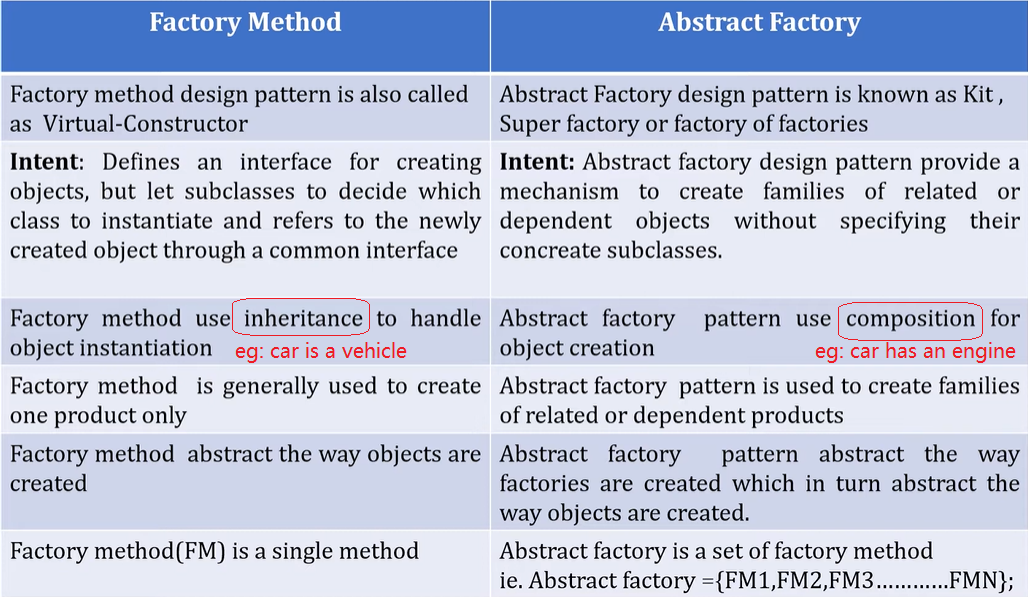 Factory Method
Abstract Factory
Factory method design pattern is also called
as Virtual-Constructor
Abstract Factory design pattern is known as Kit ,
Super factory or factory of factories
Intent: Defines an interface for creating
objects, but let subclasses to decide which
class to instantiate and refers to the newly
created object through a common interface
Intent: Abstract factory design pattern provide a
mechanism to create families of related or
dependent objects without specifying their
concreate subclasses.
Factory method use inheritance to handle
object instantiation eg: car is a vehicle
Abstract factory pattern use composition for
object creation eg: car has an engine
Factory method is generally used to create
one product only
Abstract factory pattern is used to create families
of related or dependent products
Factory method abstract the way objects are
created
Abstract factory pattern abstract the way
factories are created which in turn abstract the
way objects are created.
Factory method(FM) is a single method
Abstract factory is a set of factory method
ie. Abstract factory ={FM1,FM2,FM3…………FMN};